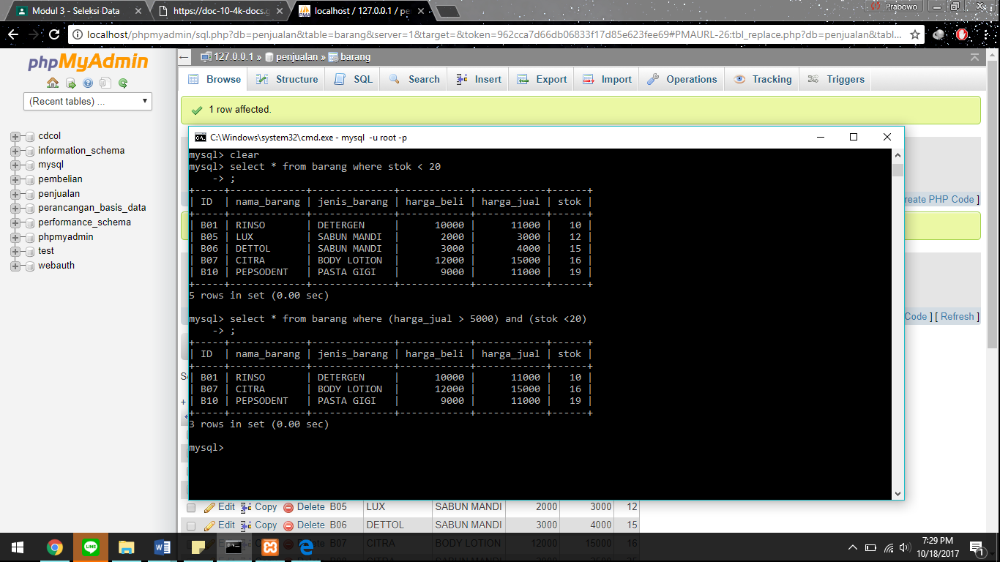 Modul 3 - Seleksi Data
https://doc-10-4k-docs.g
localhost / 127.0.0.1 / pe
Prabowo
localhost/phpmyadmin/sql.php?db=penjualan&table=barang&server=1&target=&token=962cca7d66db06833f17d85e623fee69#PMAURL-26:tbl_replace.php?db=penjualan&tabl...
phpMyAdmin
(Recent tables) ...
cdcol
information_schema
mysql
pembelian
penjualan
perancangan_basis_data
performance_schema
phpmyadmin
test
webauth
127.0.0.1 » penjualan » barang
Browse Structure SQL Search Insert Export Import Operations Tracking Triggers
1 row affected.
reate PHP Code ]
Code ] [ Refresh ]
C:\Windows\system32\cmd.exe - mysql -u root -p
mysql> clear
mysql> select * from barang where stok < 20
-> ;
+-----+-------------+--------------+------------+------------+------+
| ID | nama_barang | jenis_barang | harga_beli | harga_jual | stok |
+-----+-------------+--------------+------------+------------+------+
| B01 | RINSO | DETERGEN | 10000 | 11000 | 10 |
| B05 | LUX | SABUN MANDI | 2000 | 3000 | 12 |
| B06 | DETTOL | SABUN MANDI | 3000 | 4000 | 15 |
| B07 | CITRA | BODY LOTION | 12000 | 15000 | 16 |
| B10 | PEPSODENT | PASTA GIGI | 9000 | 11000 | 19 |
+-----+-------------+--------------+------------+------------+------+
5 rows in set (0.00 sec)
mysql> select * from barang where (harga_jual > 5000) and (stok <20)
-> ;
+-----+-------------+--------------+------------+------------+------+
| ID | nama_barang | jenis_barang | harga_beli | harga_jual | stok |
+-----+-------------+--------------+------------+------------+------+
| B01 | RINSO | DETERGEN | 10000 | 11000 | 10 |
| B07 | CITRA | BODY LOTION | 12000 | 15000 | 16 |
| B10 | PEPSODENT | PASTA GIGI | 9000 | 11000 | 19 |
+-----+-------------+--------------+------------+------------+------+
3 rows in set (0.00 sec)
mysql>
Edit Copy Delete B05 LUX SABUN MANDI 2000 3000 12
Edit Copy Delete B06 DETTOL SABUN MANDI 3000 4000 15
B07 CITRA BODY LOTION 12000 15000 16
7:29 PM
10/18/2017